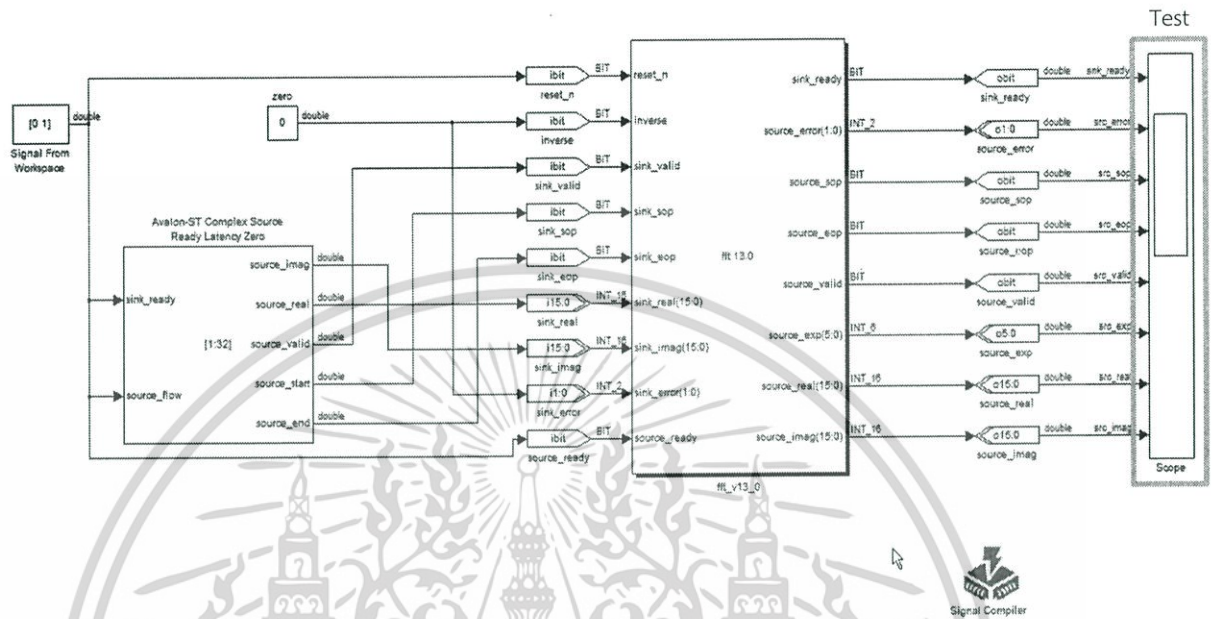 Test
[0 1]
double
Signal From
Workspace
zero
0
double
Avalon-ST Complex Source
Ready Latency Zero
sink_ready
source_flow
[1:32]
source_imag
double
source_real
double
source_valid
double
source_start
double
source_end
double
ibit
BIT
reset_n
ibit
BIT
inverse
ibit
BIT
sink_valid
ibit
BIT
sink_sop
ibit
BIT
sink_eop
i15:0
INT_16
sink_real
i15:0
INT_16
sink_imag
i1:0
INT_2
sink_error
ibit
BIT
source_ready
reset_n
inverse
sink_valid
sink_sop
sink_eop
sink_real(15:0)
sink_imag(15:0)
sink_error(1:0)
source_ready
fft 13.0
sink_ready
source_error(1:0)
source_sop
source_eop
source_valid
source_exp(5:0)
source_real(15:0)
source_imag(15:0)
fft_v13_0
BIT
obit
double
sink_ready
sink_ready
INT_2
o1:0
double
src_error
source_error
BIT
obit
double
src_sop
source_sop
BIT
obit
double
src_eop
source_eop
BIT
obit
double
src_valid
source_valid
INT_6
o5:0
double
src_exp
source_exp
INT_16
o15:0
double
src_real
source_real
INT_16
o15:0
double
src_imag
source_imag
Scope
Signal Compiler